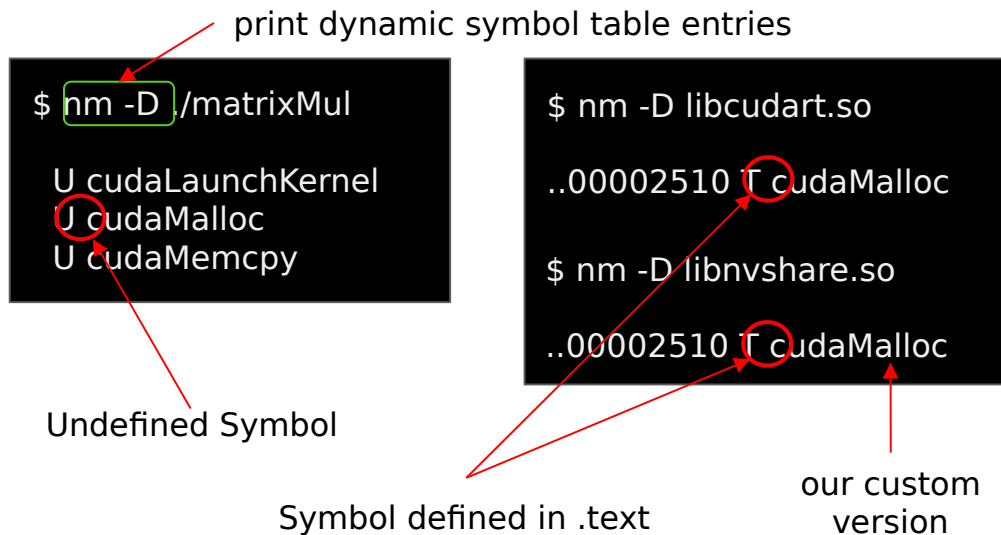 print dynamic symbol table entries
$ nm -D ./matrixMul
U cudaLaunchKernel
U cudaMalloc
U cudaMemcpy
Undefined Symbol
$ nm -D libcudart.so
..00002510 T cudaMalloc
$ nm -D libnvshare.so
..00002510 T cudaMalloc
Symbol defined in .text
our custom
version